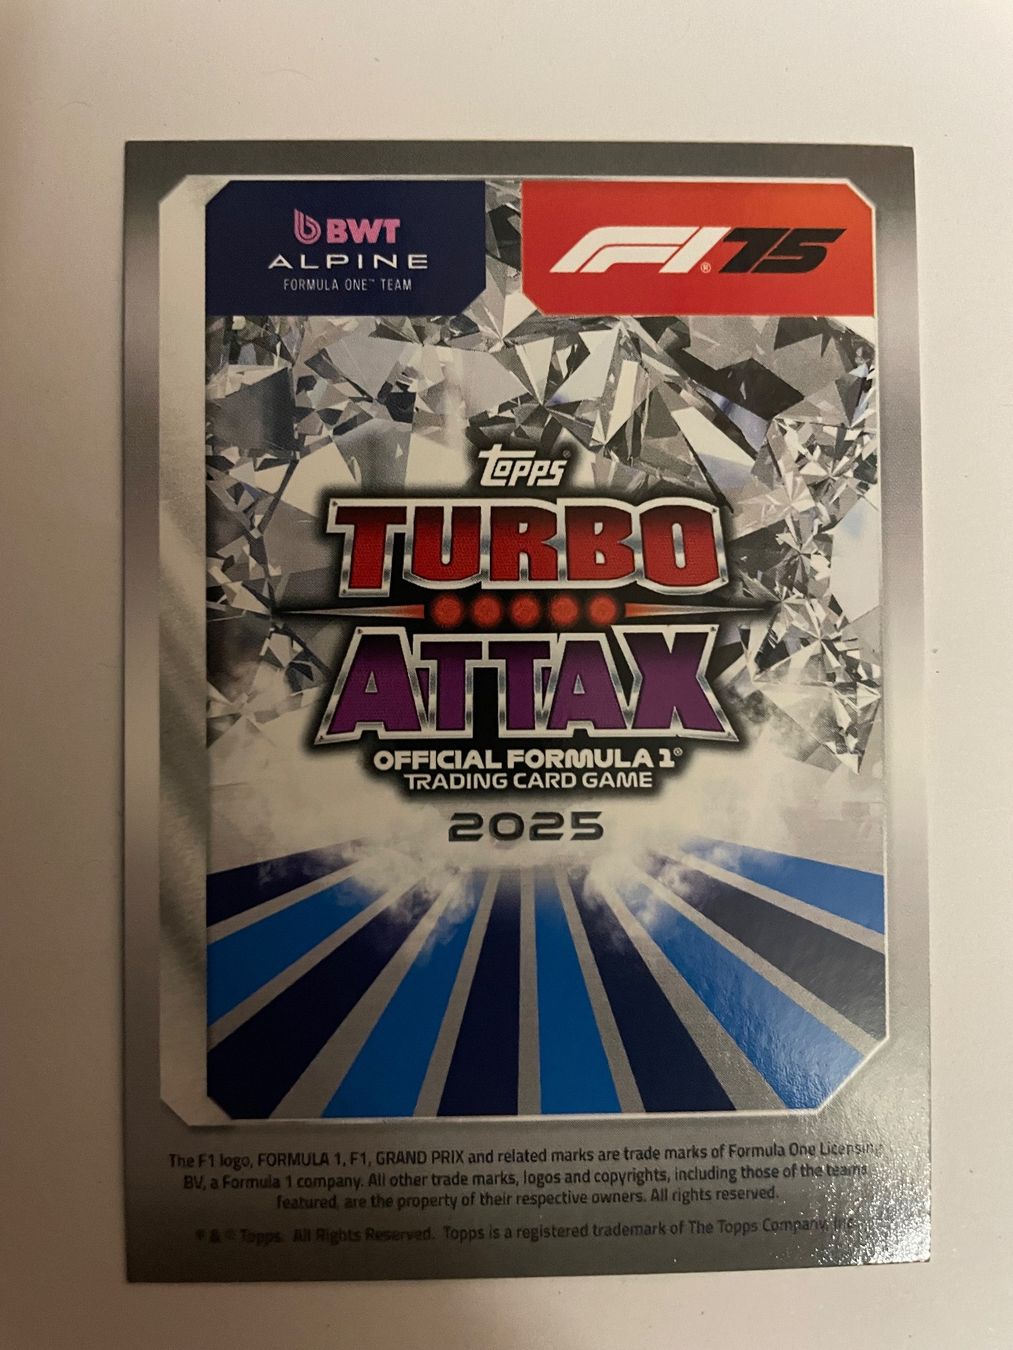 BWT
ALPINE
FORMULA ONE™ TEAM
F1® 75
topps®
TURBO
ATTAX
OFFICIAL FORMULA 1®
TRADING CARD GAME
2025
The F1 logo, FORMULA 1, F1, GRAND PRIX and related marks are trade marks of Formula One Licensing
BV, a Formula 1 company. All other trade marks, logos and copyrights, including those of the teams
featured, are the property of their respective owners. All rights reserved.
® & © Topps. All Rights Reserved. Topps is a registered trademark of The Topps Company, Inc.